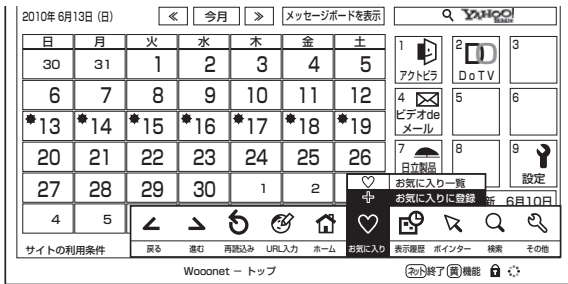 2010年 6月13日（日）
≪ 今月 ≫ メッセージボードを表示
YAHOO!
JAPAN
日 月 火 水 木 金 土
30 31 1 2 3 4 5
6 7 8 9 10 11 12
13 14 15 16 17 18 19
20 21 22 23 24 25 26
27 28 29 30 1 2
4 5
1 アクトビラ
2 DoTV
3
4 ビデオde
メール
5
6
7 日立製品
8
9 設定
お気に入り一覧
お気に入りに登録
新 6月10日
戻る 進む 再読込み URL入力 ホーム お気に入り 表示履歴 ポインター 検索 その他
サイトの利用条件
Wooonet － トップ
ネット終了 黄機能